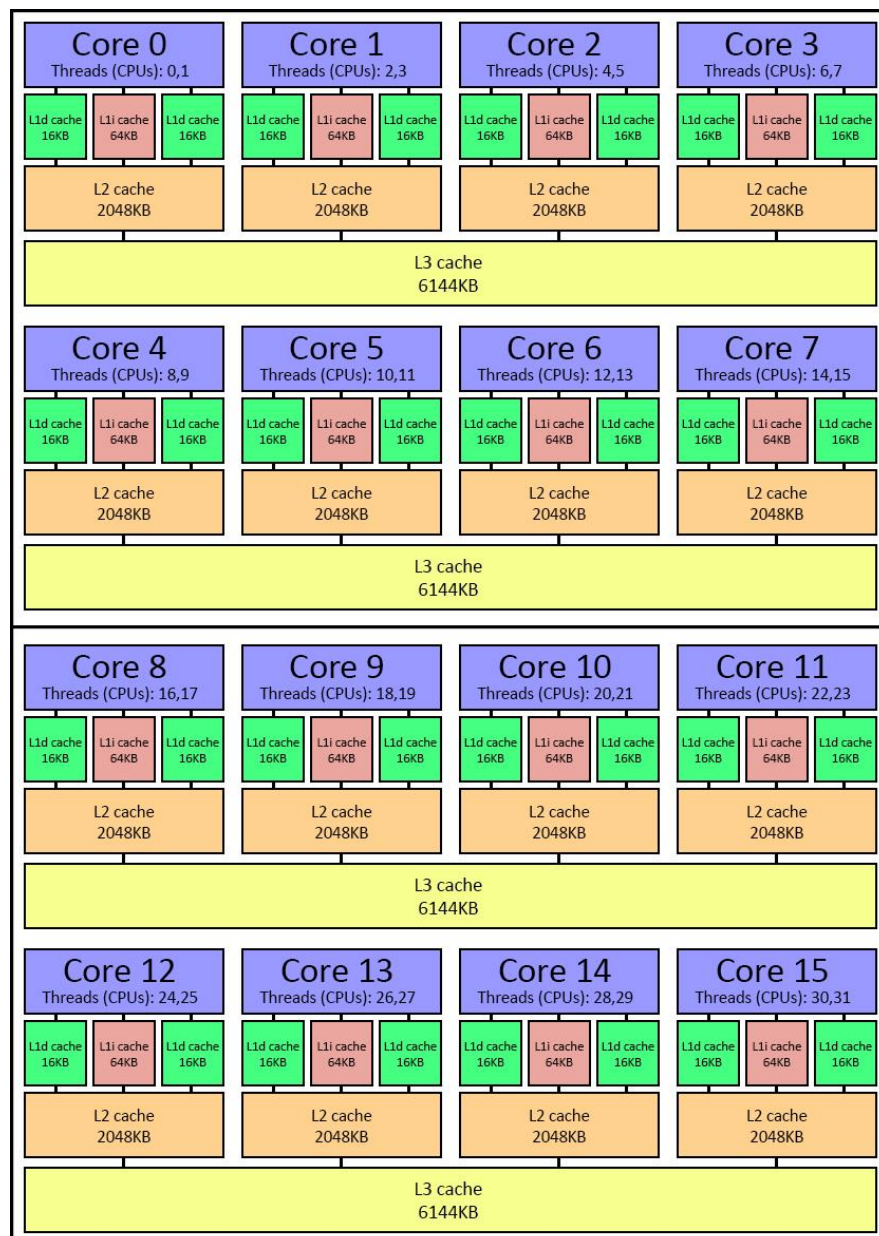 Core 0 Core 1 Core 2 Core 3
Threads (CPUs): 0,1 Threads (CPUs): 2,3 Threads (CPUs): 4,5 Threads (CPUs): 6,7
L1d cache L1i cache L1d cache L1d cache L1i cache L1d cache L1d cache L1i cache L1d cache L1d cache L1i cache L1d cache
16KB 64KB 16KB 16KB 64KB 16KB 16KB 64KB 16KB 16KB 64KB 16KB
L2 cache L2 cache L2 cache L2 cache
2048KB 2048KB 2048KB 2048KB
L3 cache
6144KB
Core 4 Core 5 Core 6 Core 7
Threads (CPUs): 8,9 Threads (CPUs): 10,11 Threads (CPUs): 12,13 Threads (CPUs): 14,15
L1d cache L1i cache L1d cache L1d cache L1i cache L1d cache L1d cache L1i cache L1d cache L1d cache L1i cache L1d cache
16KB 64KB 16KB 16KB 64KB 16KB 16KB 64KB 16KB 16KB 64KB 16KB
L2 cache L2 cache L2 cache L2 cache
2048KB 2048KB 2048KB 2048KB
L3 cache
6144KB
Core 8 Core 9 Core 10 Core 11
Threads (CPUs): 16,17 Threads (CPUs): 18,19 Threads (CPUs): 20,21 Threads (CPUs): 22,23
L1d cache L1i cache L1d cache L1d cache L1i cache L1d cache L1d cache L1i cache L1d cache L1d cache L1i cache L1d cache
16KB 64KB 16KB 16KB 64KB 16KB 16KB 64KB 16KB 16KB 64KB 16KB
L2 cache L2 cache L2 cache L2 cache
2048KB 2048KB 2048KB 2048KB
L3 cache
6144KB
Core 12 Core 13 Core 14 Core 15
Threads (CPUs): 24,25 Threads (CPUs): 26,27 Threads (CPUs): 28,29 Threads (CPUs): 30,31
L1d cache L1i cache L1d cache L1d cache L1i cache L1d cache L1d cache L1i cache L1d cache L1d cache L1i cache L1d cache
16KB 64KB 16KB 16KB 64KB 16KB 16KB 64KB 16KB 16KB 64KB 16KB
L2 cache L2 cache L2 cache L2 cache
2048KB 2048KB 2048KB 2048KB
L3 cache
6144KB